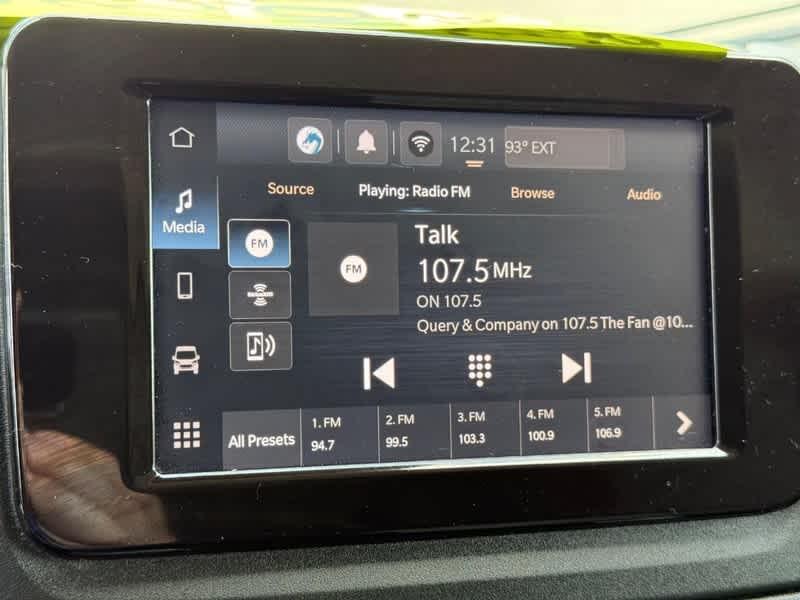 12:31 93° EXT
Source Playing: Radio FM Browse Audio
Media
FM
FM
Talk
107.5 MHz
ON 107.5
Query & Company on 107.5 The Fan @10...
All Presets
1. FM
94.7
2. FM
99.5
3. FM
103.3
4. FM
100.9
5. FM
106.9